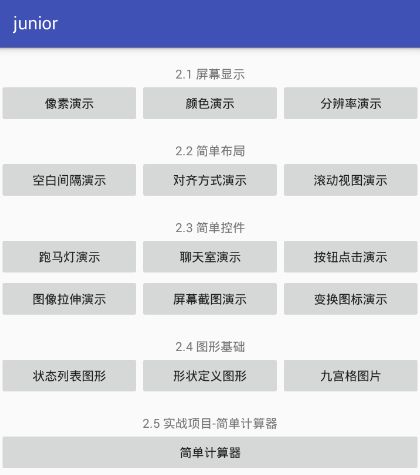 junior
2.1 屏幕显示
像素演示 颜色演示 分辨率演示
2.2 简单布局
空白间隔演示 对齐方式演示 滚动视图演示
2.3 简单控件
跑马灯演示 聊天室演示 按钮点击演示
图像拉伸演示 屏幕截图演示 变换图标演示
2.4 图形基础
状态列表图形 形状定义图形 九宫格图片
2.5 实战项目-简单计算器
简单计算器